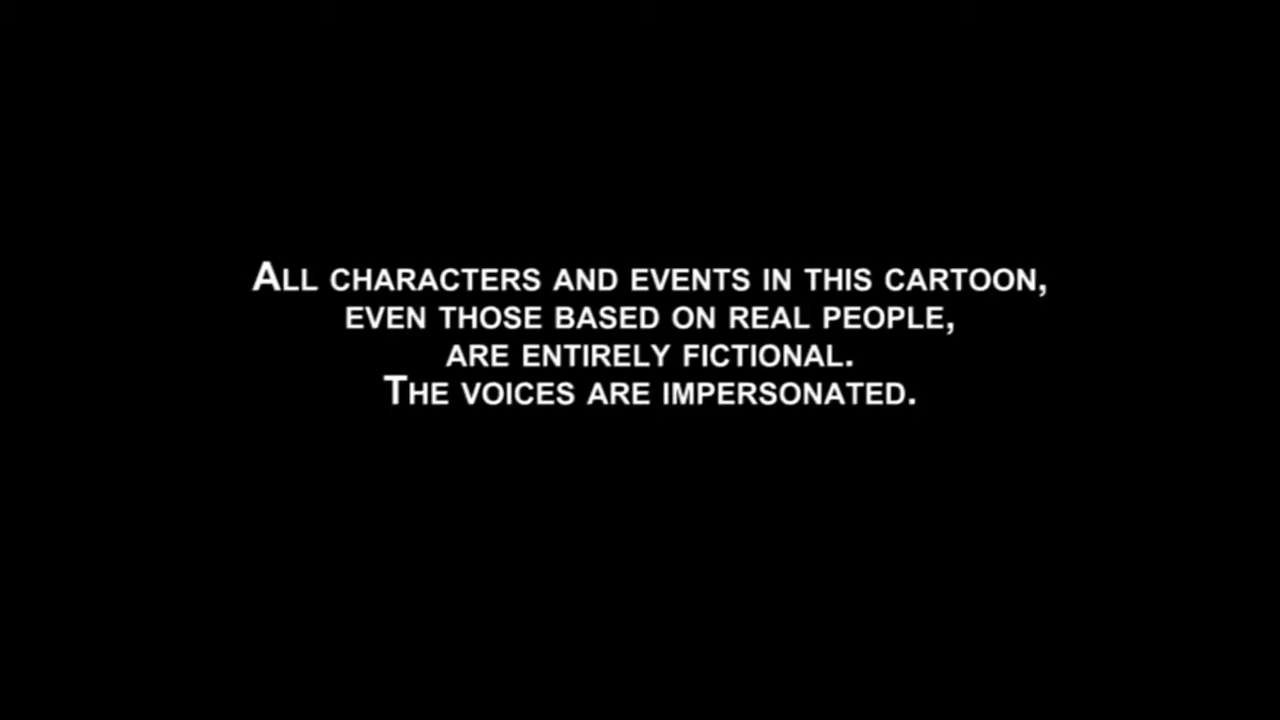 ALL CHARACTERS AND EVENTS IN THIS CARTOON,
EVEN THOSE BASED ON REAL PEOPLE,
ARE ENTIRELY FICTIONAL.
THE VOICES ARE IMPERSONATED.